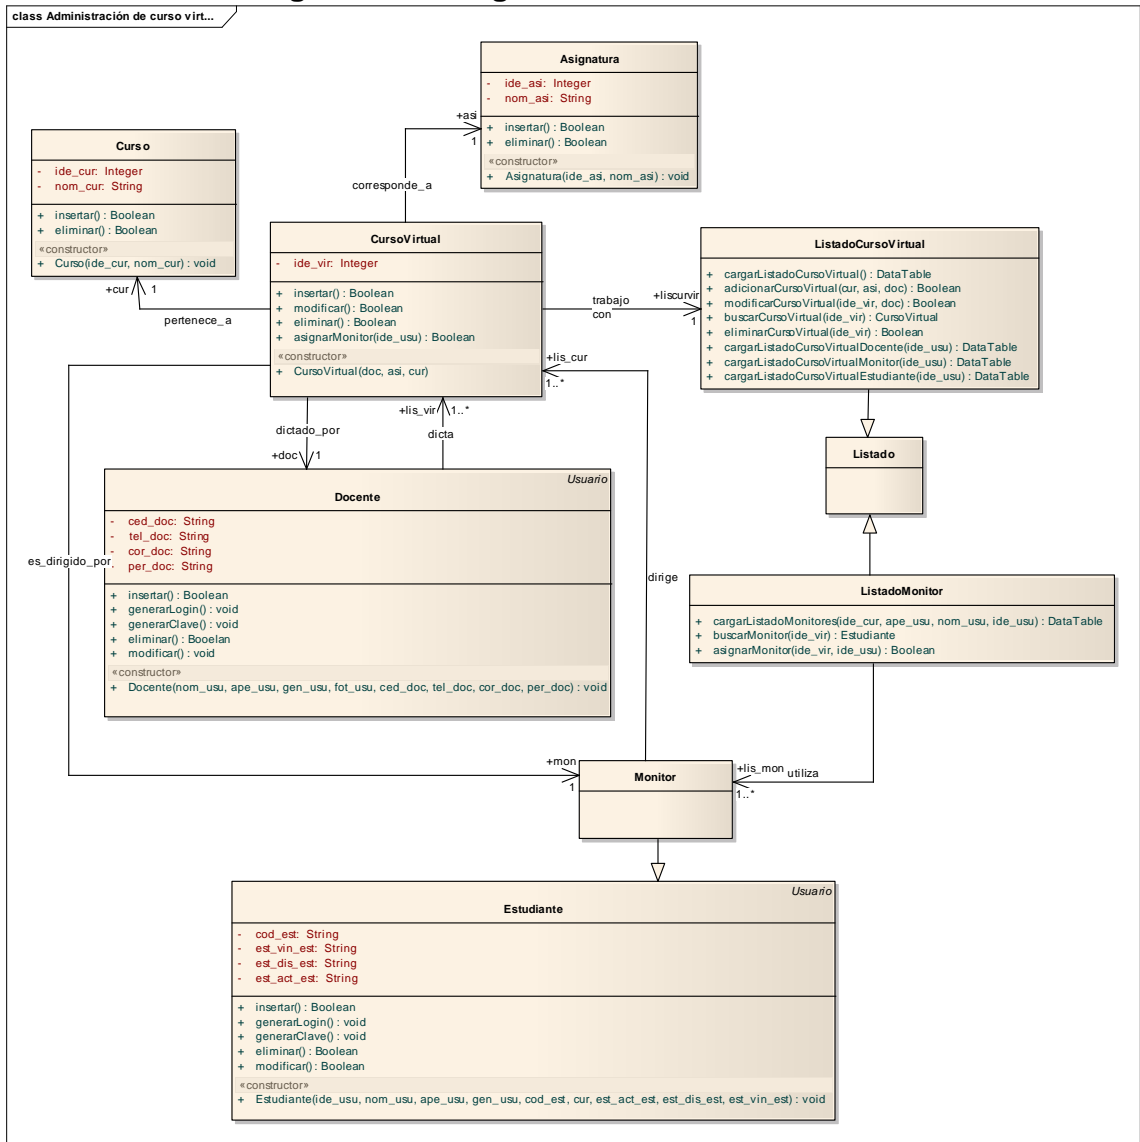 class Administración de curso virt...
Asignatura
- ide_asi: Integer
- nom_asi: String
+ insertar() : Boolean
+ eliminar() : Boolean
«constructor»
+ Asignatura(ide_asi, nom_asi) : void
+asi
1
corresponde_a
Curso
- ide_cur: Integer
- nom_cur: String
+ insertar() : Boolean
+ eliminar() : Boolean
«constructor»
+ Curso(ide_cur, nom_cur) : void
+cur 1
pertenece_a
CursoVirtual
- ide_vir: Integer
+ insertar() : Boolean
+ modificar() : Boolean
+ eliminar() : Boolean
+ asignarMonitor(ide_usu) : Boolean
«constructor»
+ CursoVirtual(doc, asi, cur)
trabajo
con
+liscurvir
1
ListadoCursoVirtual
+ cargarListadoCursoVirtual() : DataTable
+ adicionarCursoVirtual(cur, asi, doc) : Boolean
+ modificarCursoVirtual(ide_vir, doc) : Boolean
+ buscarCursoVirtual(ide_vir) : CursoVirtual
+ eliminarCursoVirtual(ide_vir) : Boolean
+ cargarListadoCursoVirtualDocente(ide_usu) : DataTable
+ cargarListadoCursoVirtualMonitor(ide_usu) : DataTable
+ cargarListadoCursoVirtualEstudiante(ide_usu) : DataTable
+lis_cur
1..*
+lis_vir 1..*
dictado_por
dicta
+doc 1
Listado
Usuario
Docente
- ced_doc: String
- tel_doc: String
- cor_doc: String
- per_doc: String
+ insertar() : Boolean
+ generarLogin() : void
+ generarClave() : void
+ eliminar() : Booelan
+ modificar() : void
«constructor»
+ Docente(nom_usu, ape_usu, gen_usu, fot_usu, ced_doc, tel_doc, cor_doc, per_doc) : void
es_dirigido_por
dirige
ListadoMonitor
+ cargarListadoMonitores(ide_cur, ape_usu, nom_usu, ide_usu) : DataTable
+ buscarMonitor(ide_vir) : Estudiante
+ asignarMonitor(ide_vir, ide_usu) : Boolean
+mon
1
Monitor
+lis_mon
utiliza
1..*
Usuario
Estudiante
- cod_est: String
- est_vin_est: String
- est_dis_est: String
- est_act_est: String
+ insertar() : Boolean
+ generarLogin() : void
+ generarClave() : void
+ eliminar() : Boolean
+ modificar() : Boolean
«constructor»
+ Estudiante(ide_usu, nom_usu, ape_usu, gen_usu, cod_est, cur, est_act_est, est_dis_est, est_vin_est) : void